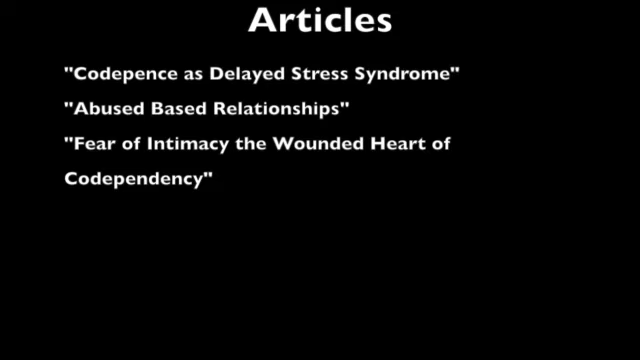 Articles
"Codepence as Delayed Stress Syndrome"
"Abused Based Relationships"
"Fear of Intimacy the Wounded Heart of
Codependency"